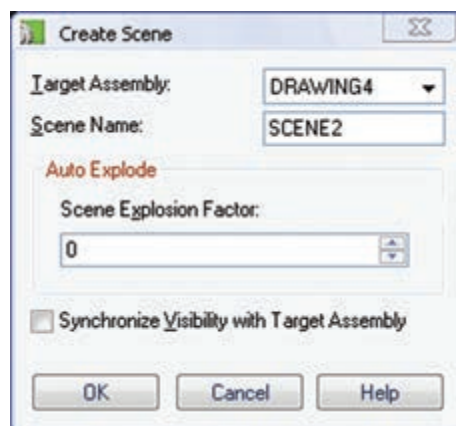 Create Scene
Target Assembly: DRAWING4
Scene Name: SCENE2
Auto Explode
Scene Explosion Factor:
0
Synchronize Visibility with Target Assembly
OK Cancel Help